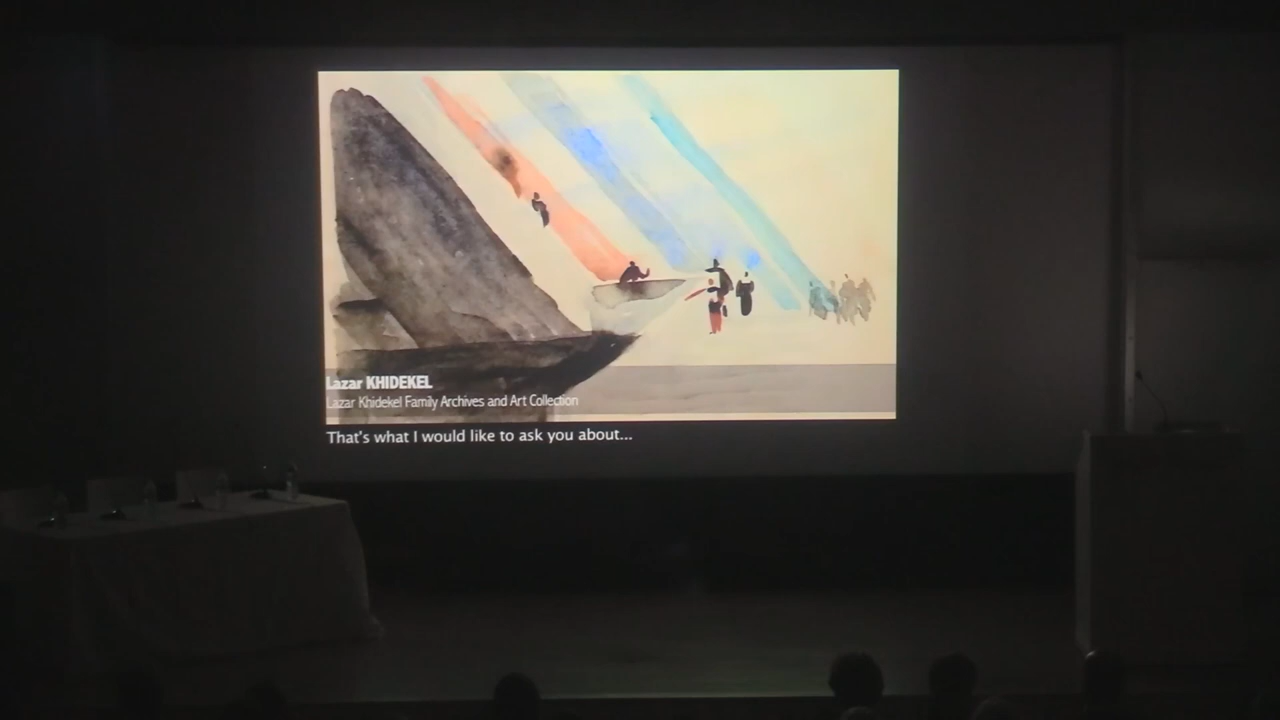 Lazar KHIDEKEL
Lazar Khidekel Family Archives and Art Collection
That's what I would like to ask you about...